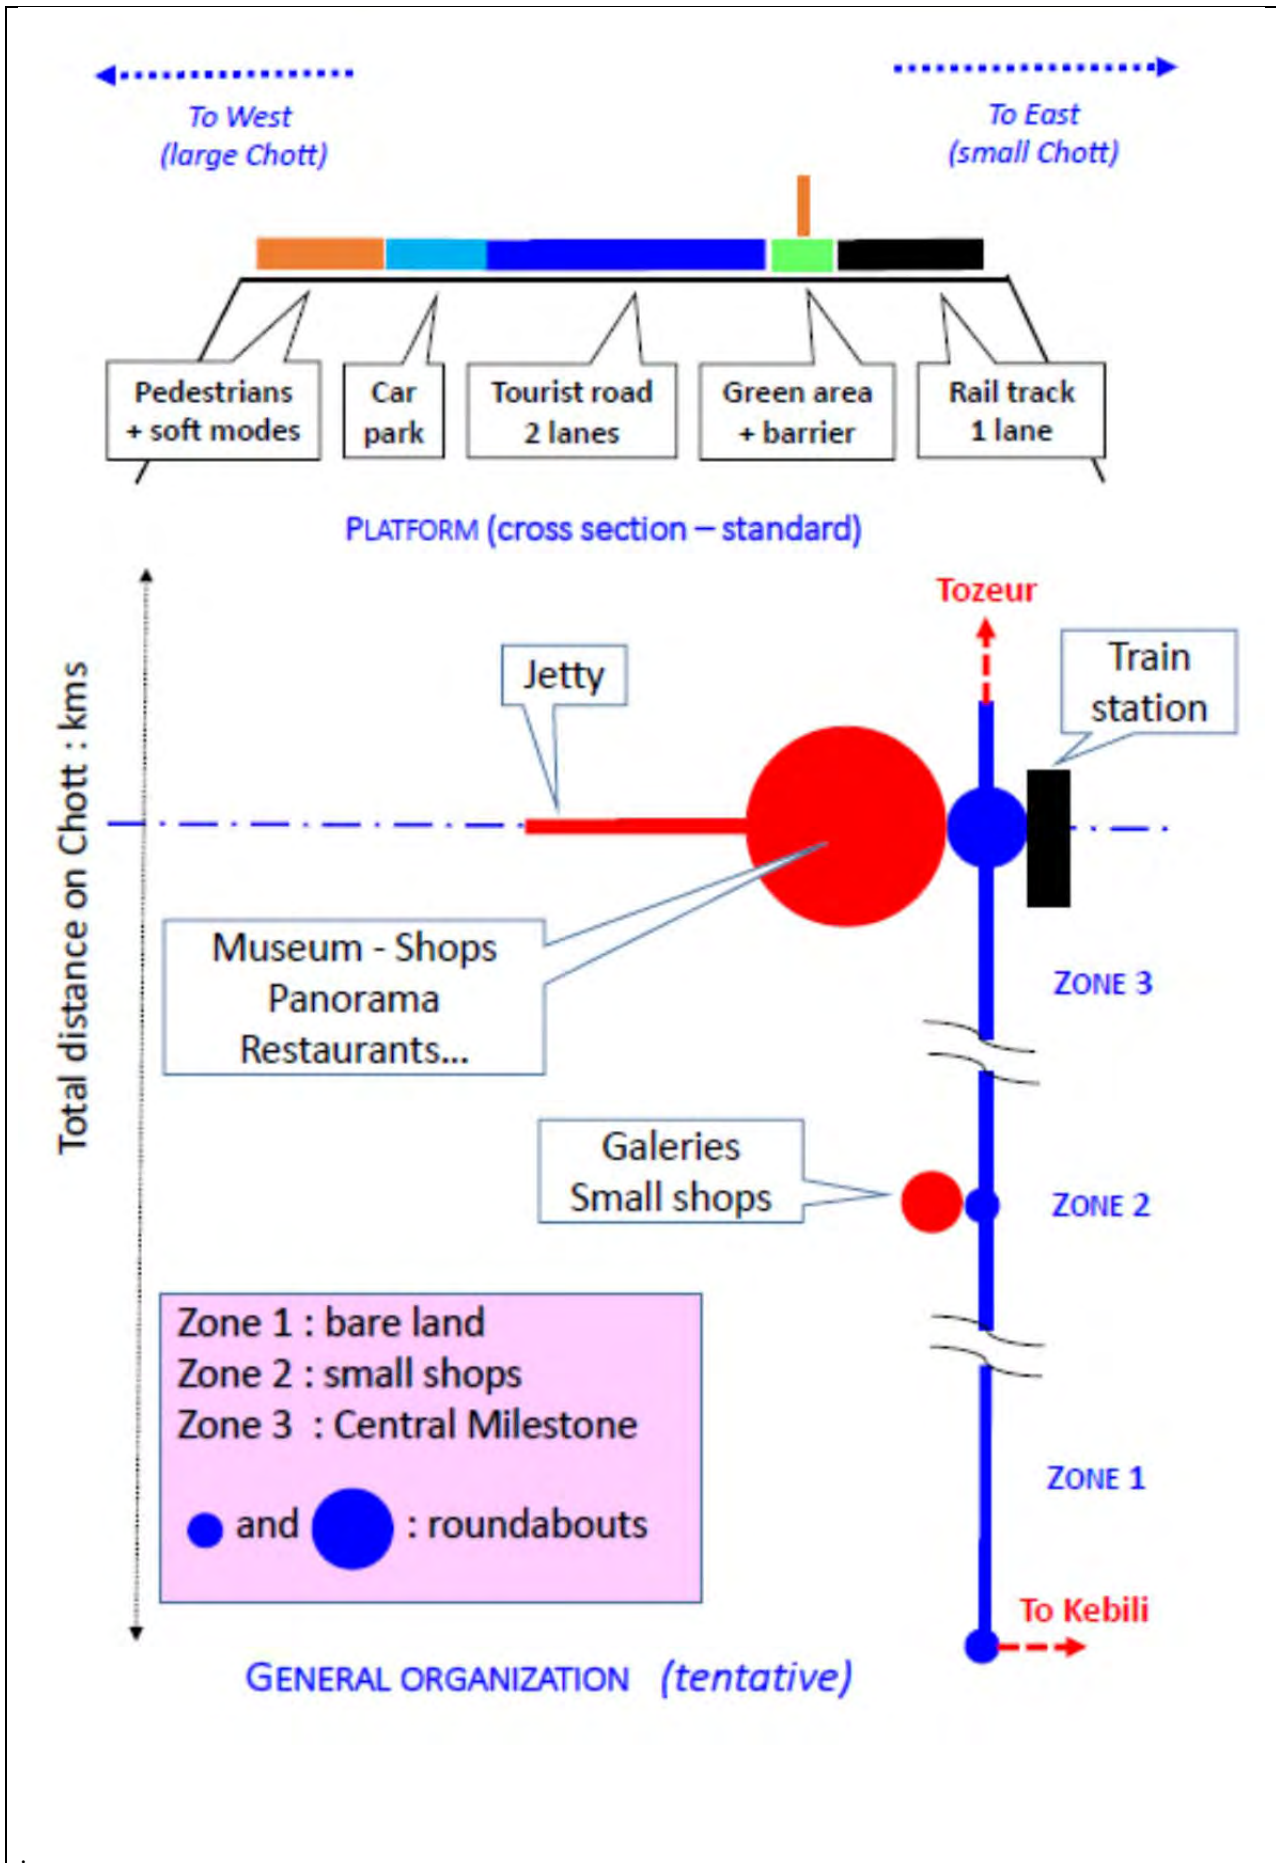 To West
(large Chott)
To East
(small Chott)
Pedestrians
+ soft modes
Car
park
Tourist road
2 lanes
Green area
+ barrier
Rail track
1 lane
PLATFORM (cross section – standard)
Total distance on Chott : kms
Tozeur
Jetty
Train
station
Museum - Shops
Panorama
Restaurants...
ZONE 3
Galeries
Small shops
ZONE 2
Zone 1 : bare land
Zone 2 : small shops
Zone 3 : Central Milestone
and : roundabouts
ZONE 1
To Kebili
GENERAL ORGANIZATION (tentative)